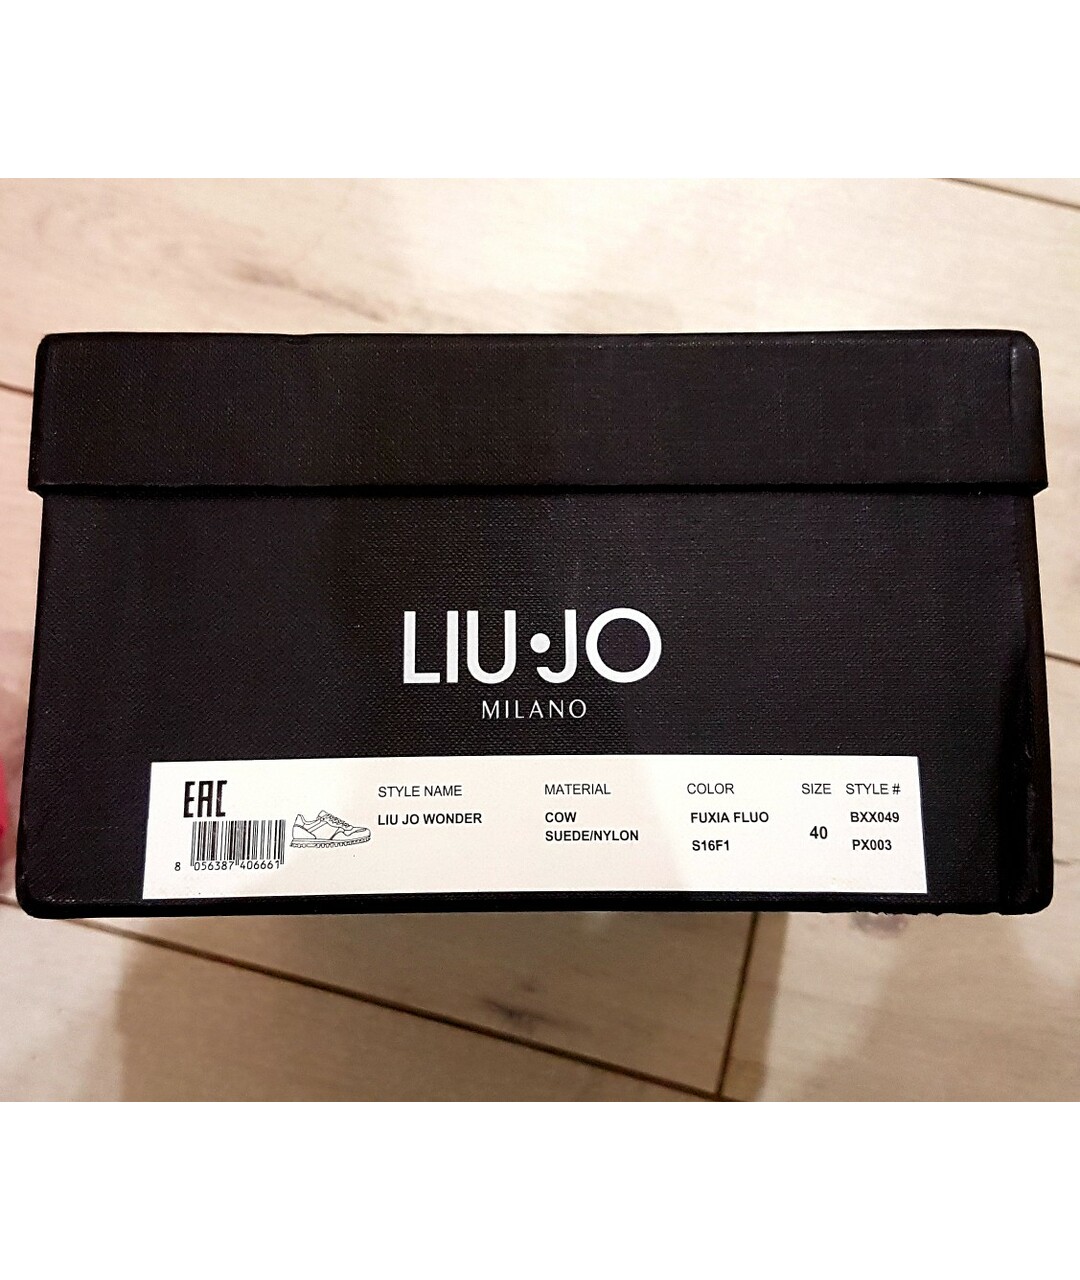 LIU·JO
MILANO
EAC
8 056387 406661
STYLE NAME
LIU JO WONDER
MATERIAL
COW
SUEDE/NYLON
COLOR
FUXIA FLUO
S16F1
SIZE
40
STYLE #
BXX049
PX003